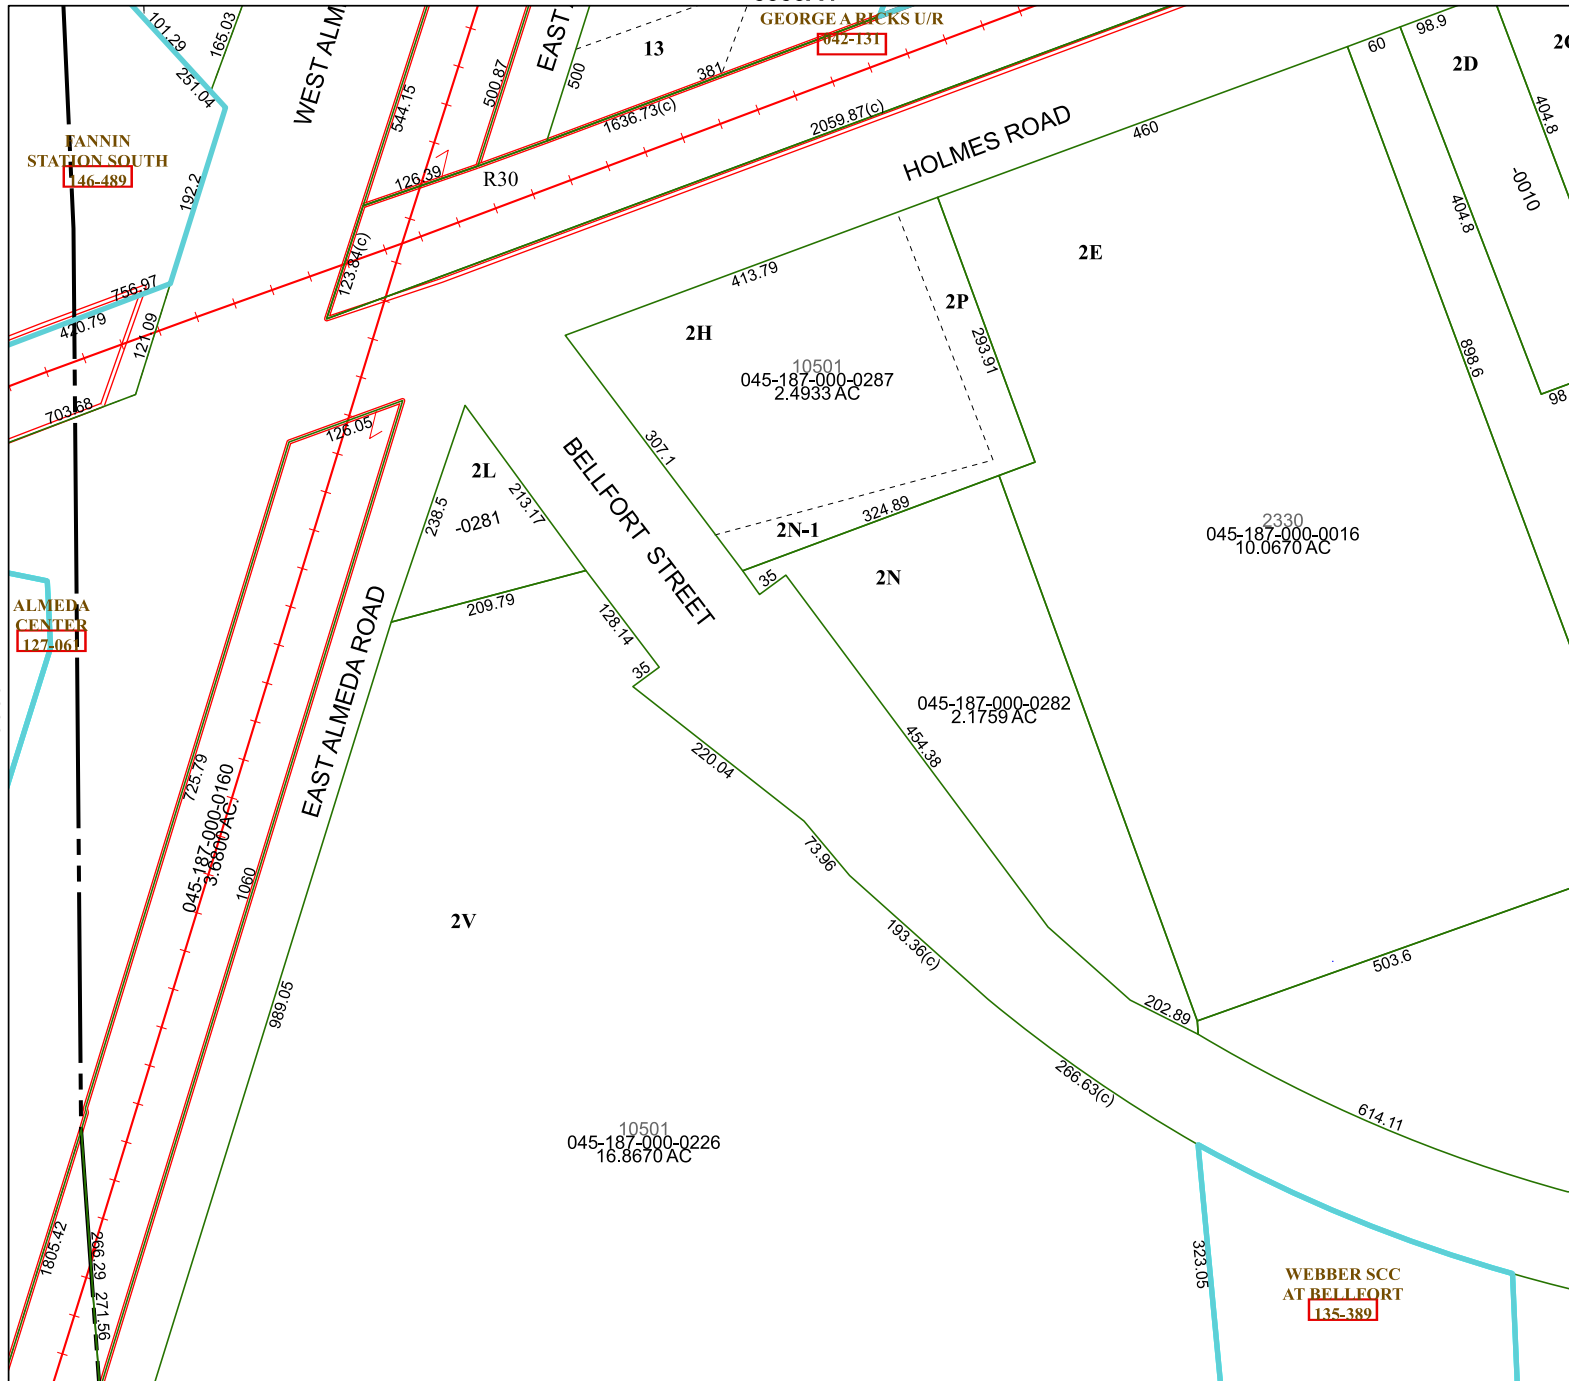 101.29
251.04
165.03
WEST ALM
544.15
500.87
EAST
500
13
381
GEORGE A RICKS U/R
042-131
1636.73(c)
2059.87(c)
HOLMES ROAD
460
60
98.9
2D
404.8
-0010
404.8
FANNIN
STATION SOUTH
146-489
192.2
126.39
R30
123.84(c)
756.97
420.79
121.09
703.68
126.05
413.79
2H
2P
2E
293.91
10501
045-187-000-0287
2.4933 AC
898.6
98
307.1
324.89
2N-1
2L
213.17
238.5
-0281
209.79
BELLFORT STREET
128.14
35
35
2N
2330
045-187-000-0016
10.0670 AC
ALMEDA
CENTER
127-061
EAST ALMEDA ROAD
725.79
045-187-000-0160
3.6800 AC.
1060
989.05
045-187-000-0282
2.1759 AC
454.38
220.04
73.96
193.36(c)
2V
202.89
503.6
266.63(c)
614.11
10501
045-187-000-0226
16.8670 AC
1805.42
266.29
271.56
323.05
WEBBER SCC
AT BELLFORT
135-389